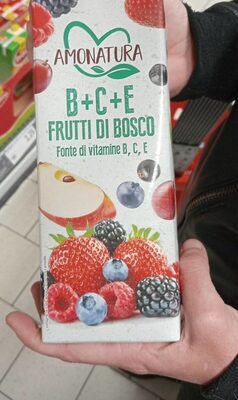 AMONATURA
B+C+E
FRUTTI DI BOSCO
Fonte di vitamine B, C, E